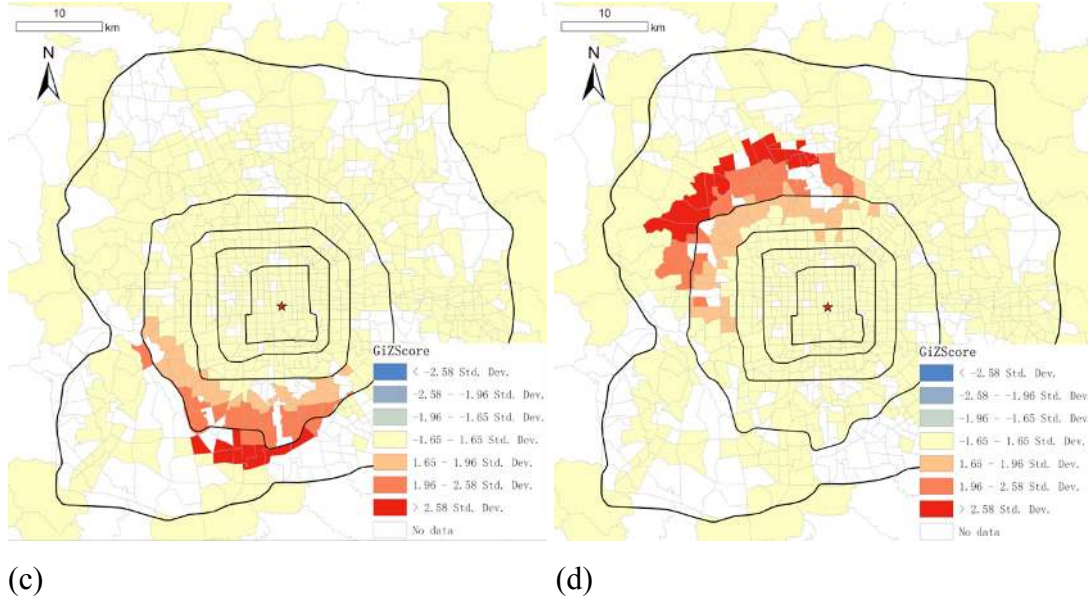 10
km
N
GiZScore
< -2.58 Std. Dev.
-2.58 - -1.96 Std. Dev.
-1.96 - -1.65 Std. Dev.
-1.65 - 1.65 Std. Dev.
1.65 - 1.96 Std. Dev.
1.96 - 2.58 Std. Dev.
> 2.58 Std. Dev.
No data
(c)
10
km
N
GiZScore
< -2.58 Std. Dev.
-2.58 - -1.96 Std. Dev.
-1.96 - -1.65 Std. Dev.
-1.65 - 1.65 Std. Dev.
1.65 - 1.96 Std. Dev.
1.96 - 2.58 Std. Dev.
> 2.58 Std. Dev.
No data
(d)